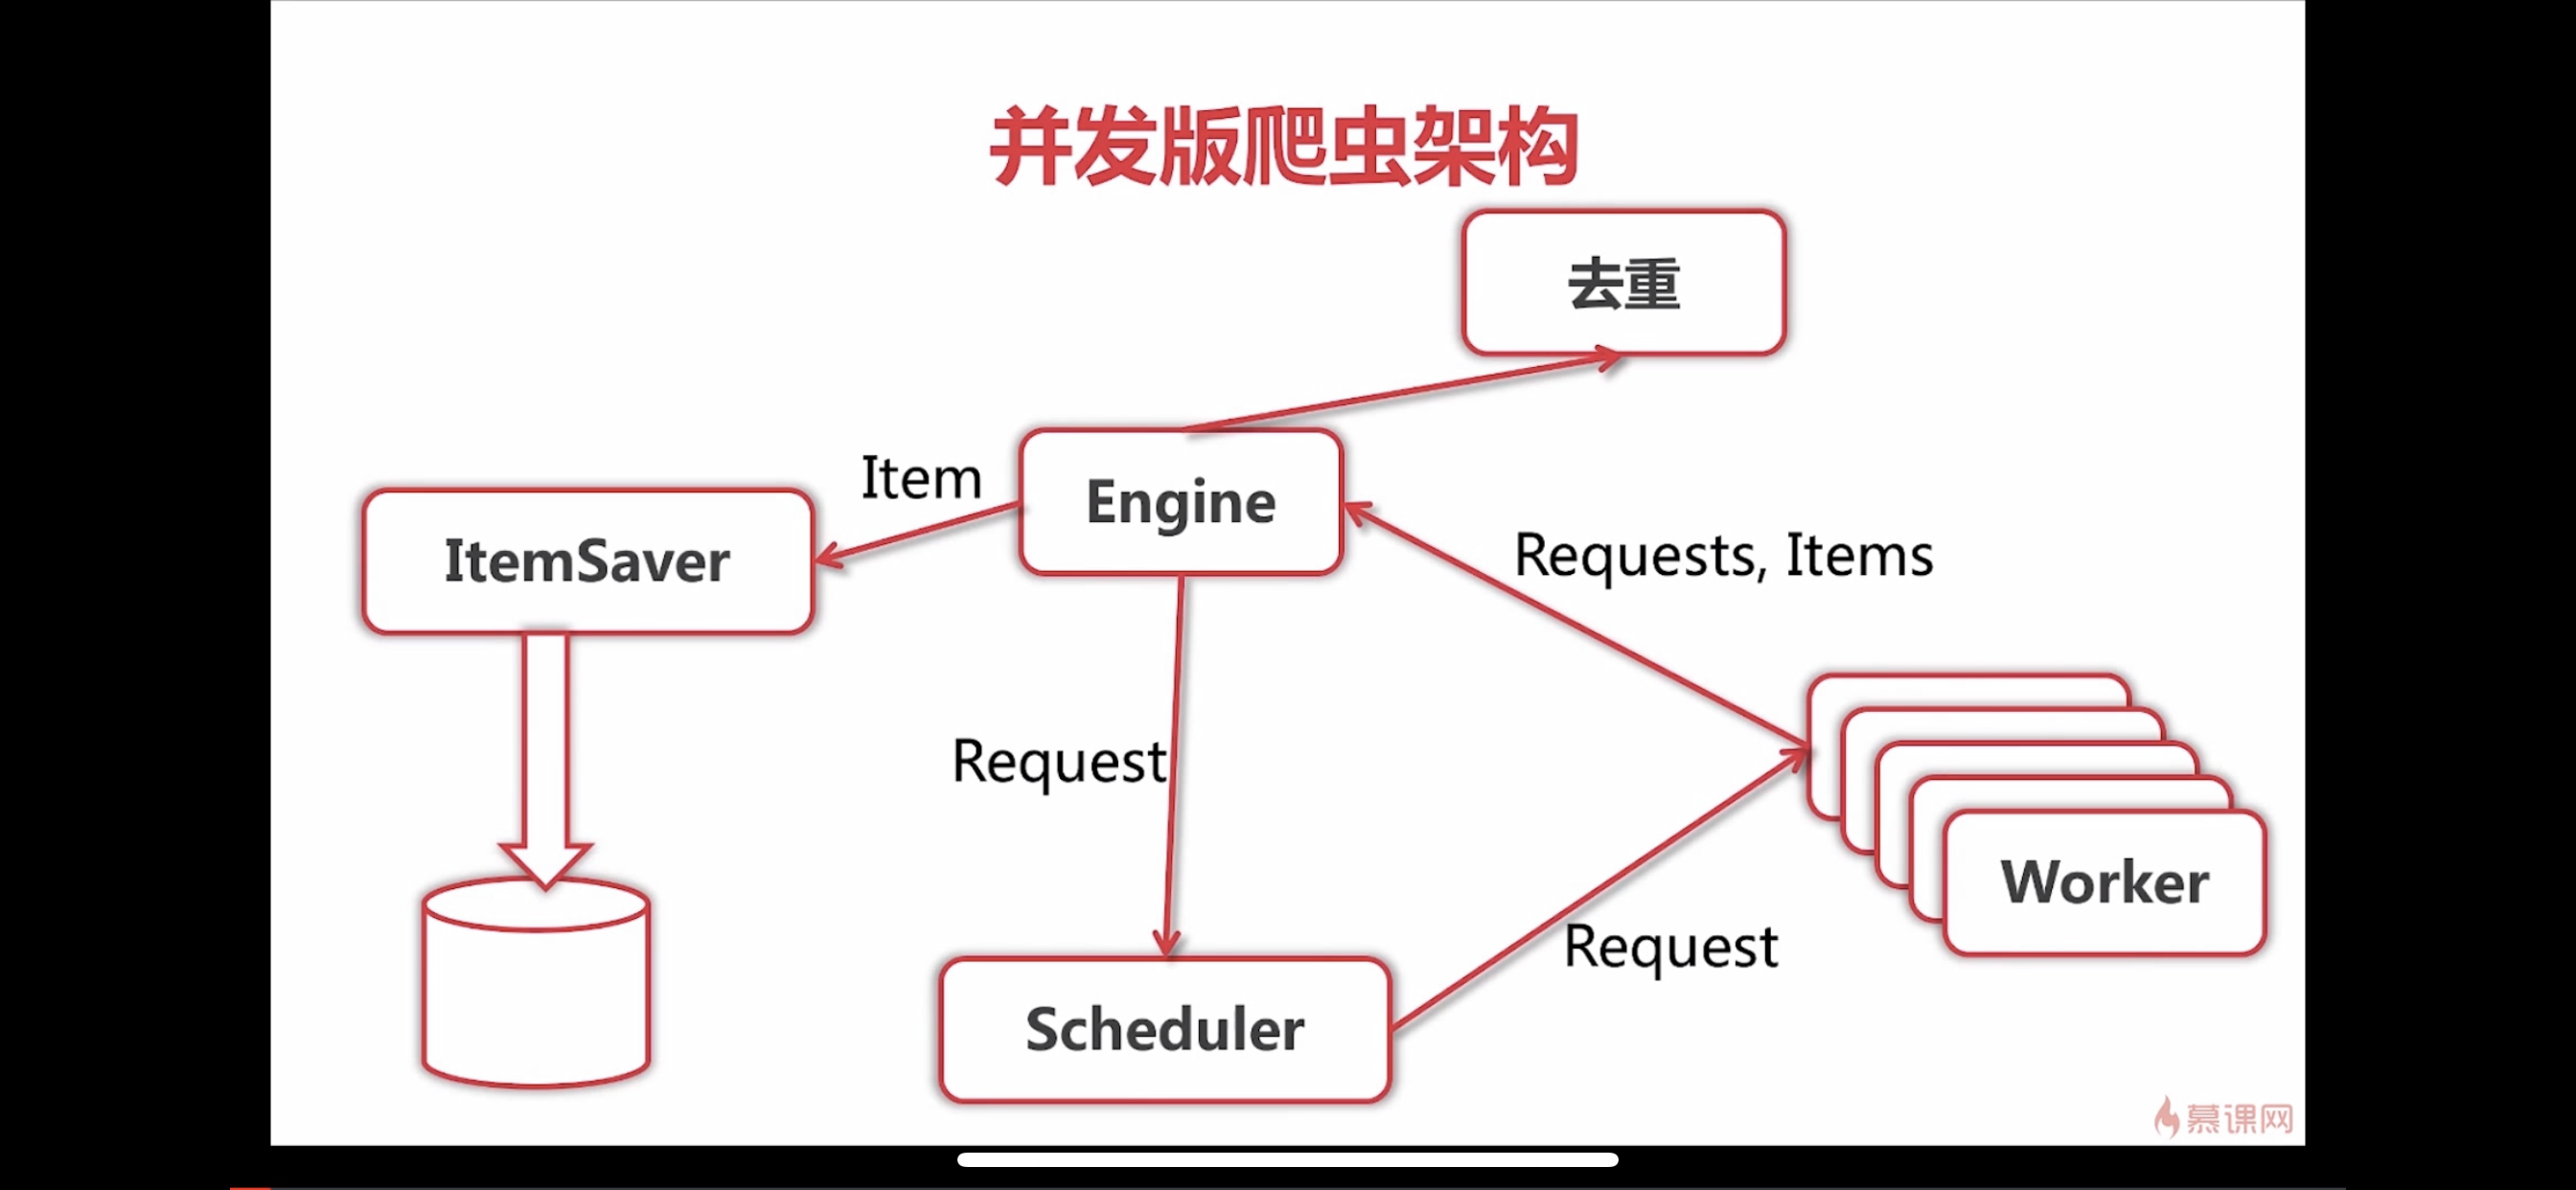 并发版爬虫架构
去重
Engine
Item
ItemSaver
Requests, Items
Request
Worker
Request
Scheduler
慕课网